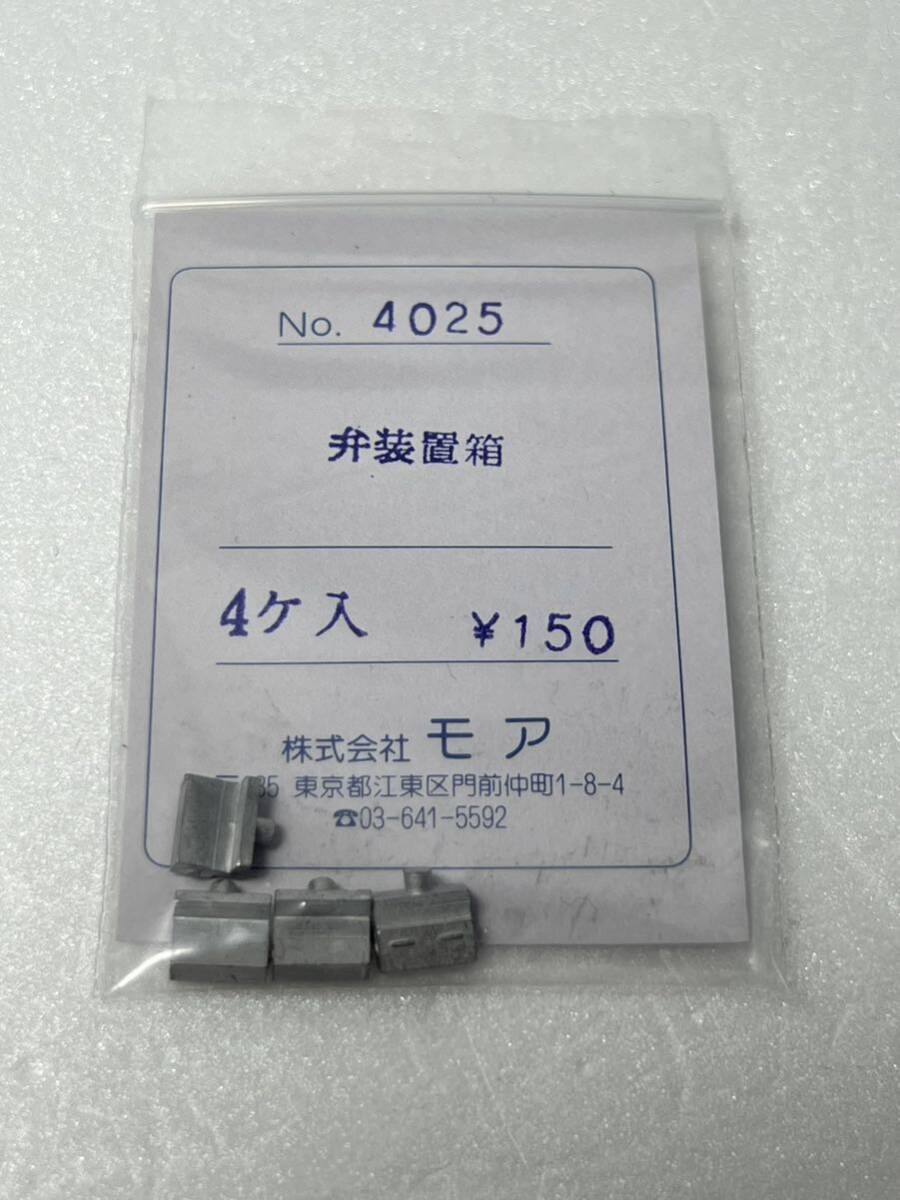 No. 4025
弁装置箱
4ケ入 ¥150
株式会社 モア
35 東京都江東区門前仲町1-8-4
☎03-641-5592